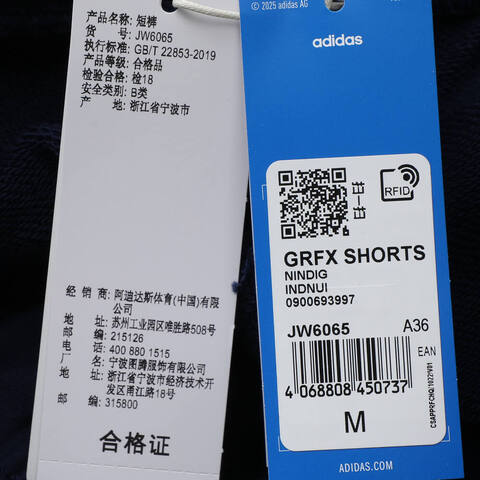 产品名称: 短裤
货 号: JW6065
执行标准: GB/T 22853-2019
产品等级: 合格品
检验合格: 检18
安全类别: B类
产 地: 浙江省宁波市
经 销 商: 阿迪达斯体育(中国)有限公司
地 址: 苏州工业园区唯胜路508号
邮 编: 215126
电 话: 400 880 1515
厂 名: 宁波图腾服饰有限公司
地 址: 浙江省宁波市经济技术开发区甬江路18号
邮 编: 315800
合格证
© 2025 adidas AG
adidas
RFID
GRFX SHORTS
NINDIG
INDNUI
0900693997
JW6065 A36
EAN
4 068808 450737
M
ADIDAS.COM